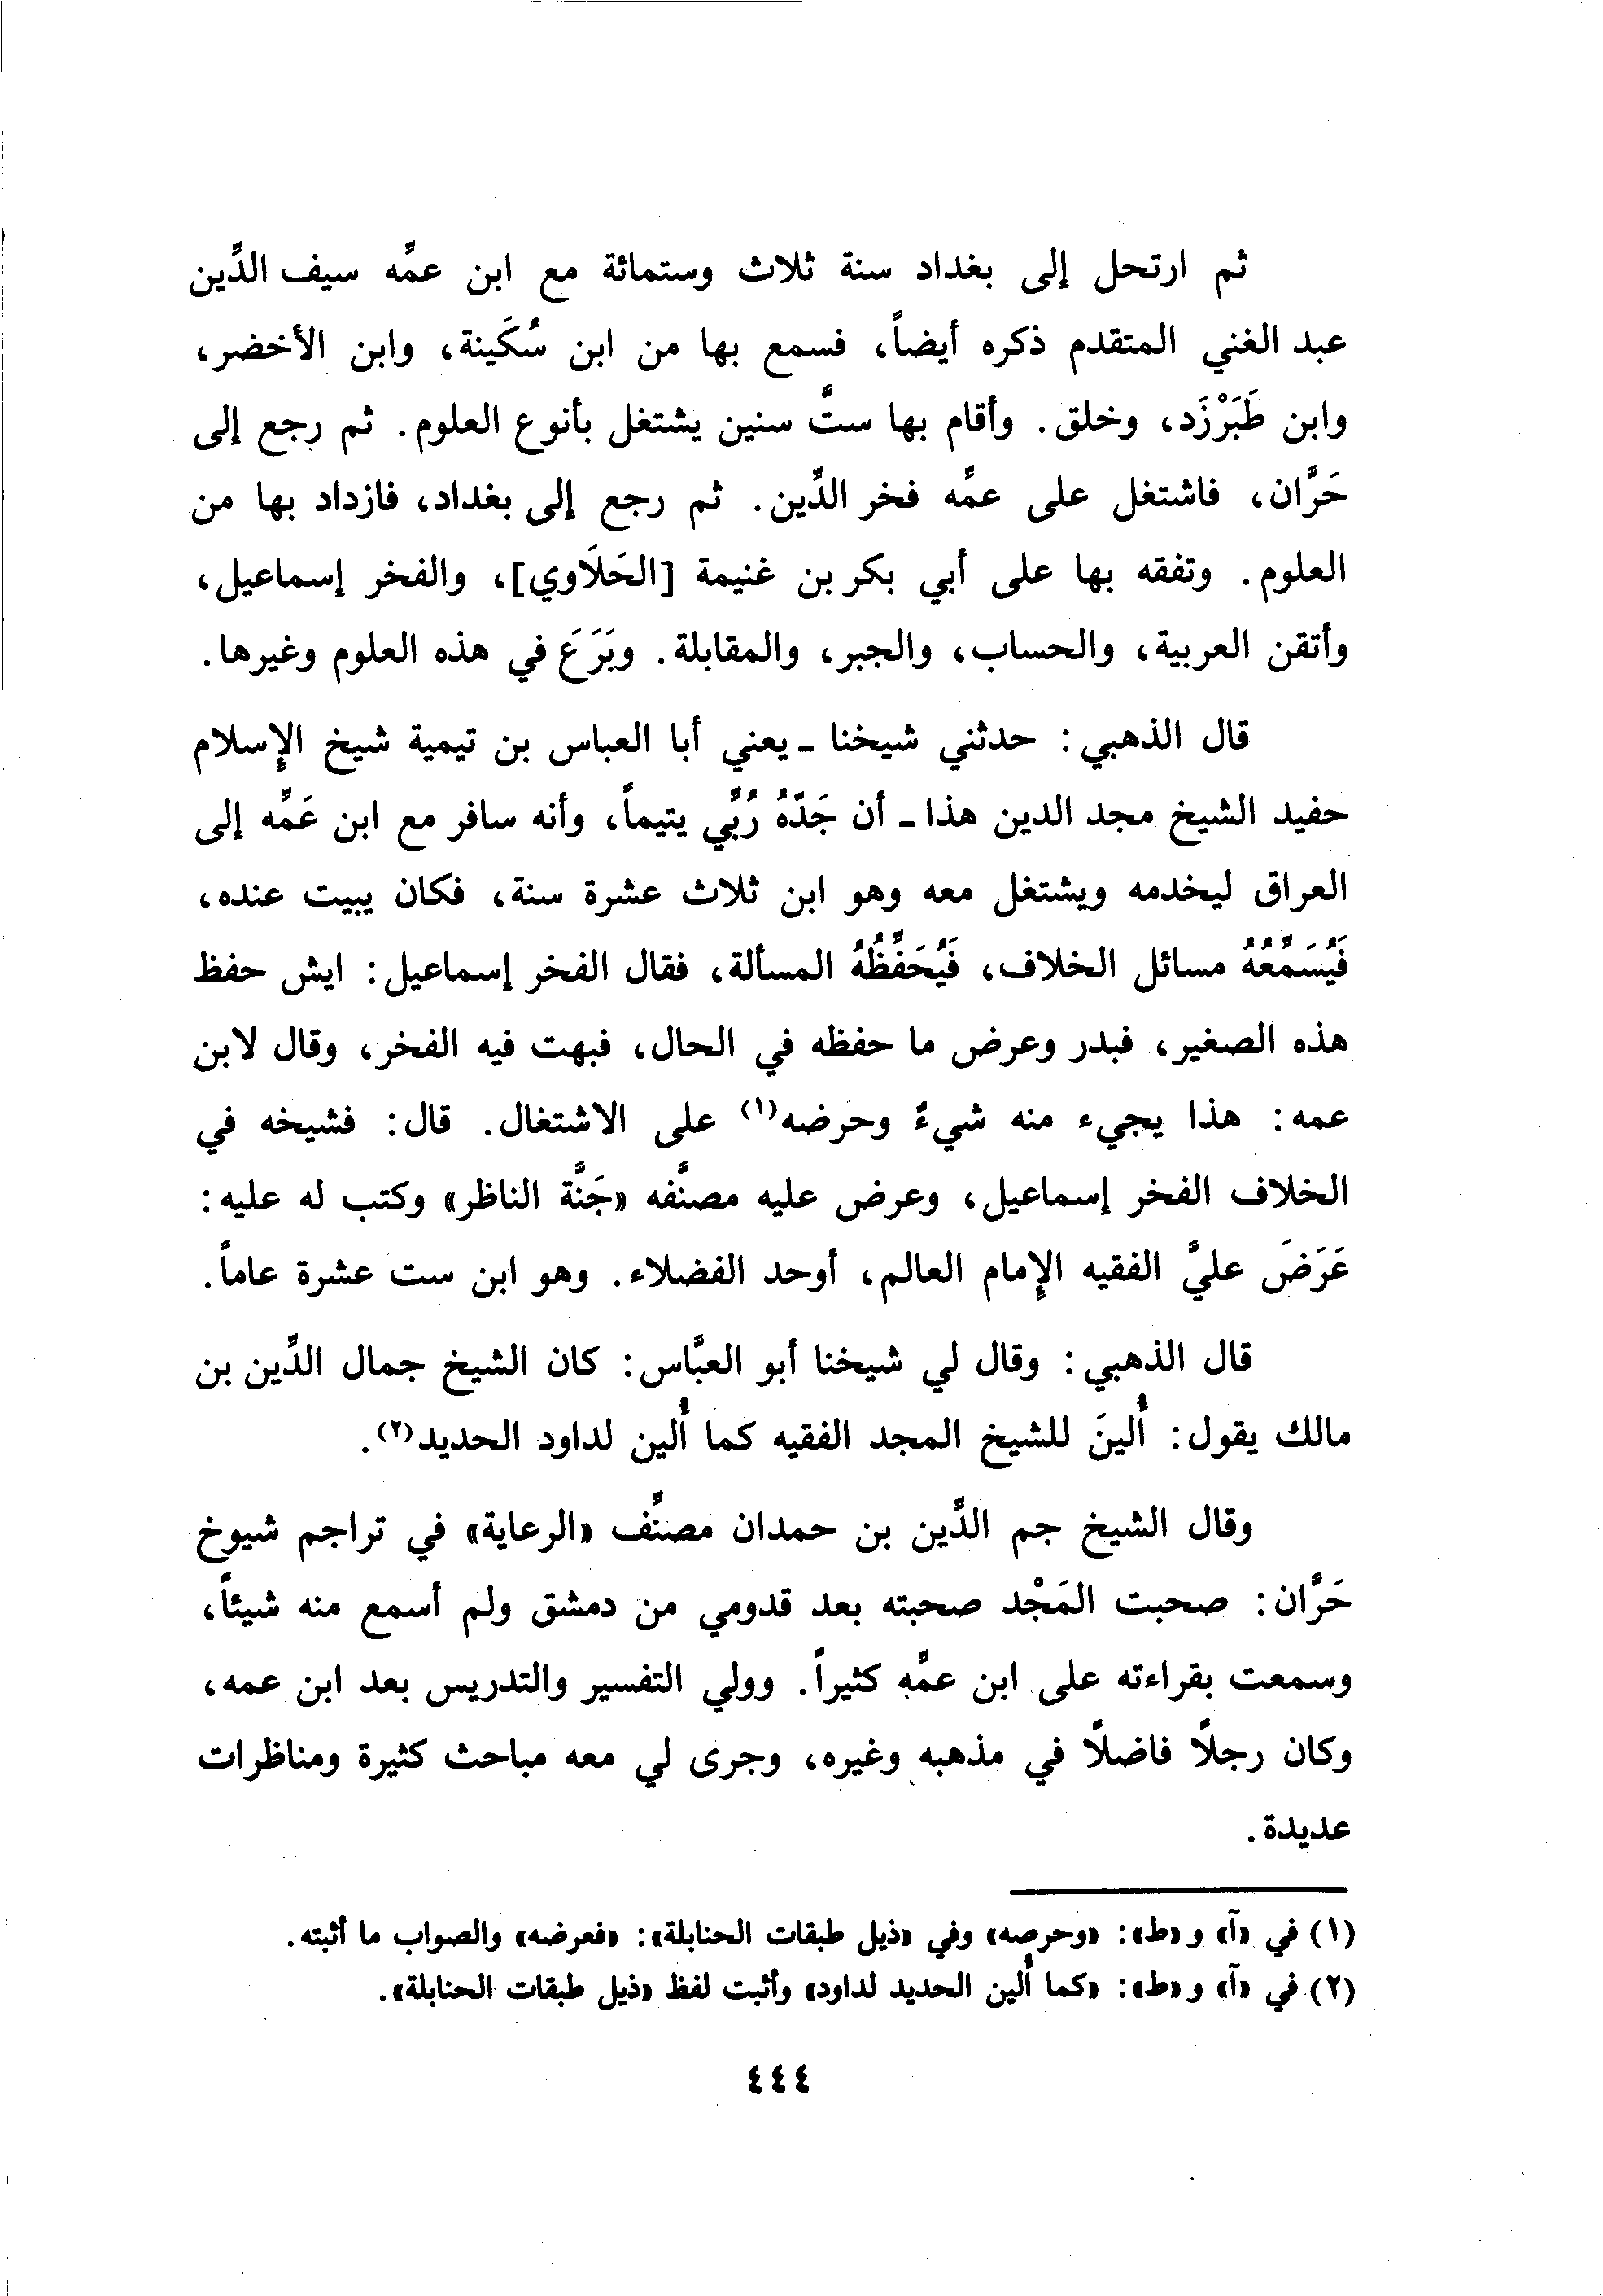 ثم ارتحل إلى بغداد سنة ثلاث وستمائة مع ابن عمِّه سيف الدِّين
عبد الغني المتقدم ذكره أيضاً، فسمع بها من ابن سُكَينة، وابن الأخضر،
وابن طَبَرْزَد، وخلق. وأقام بها ستَّ سنين يشتغل بأنوع العلوم. ثم رجع إلى
حَرَّان، فاشتغل على عمِّه فخر الدِّين. ثم رجع إلى بغداد، فازداد بها من
العلوم. وتفقه بها على أبي بكر بن غنيمة [الحَلَاوي]، والفخر إسماعيل،
وأتقن العربية، والحساب، والجبر، والمقابلة. وبَرَعَ في هذه العلوم وغيرها.
قال الذهبي: حدثني شيخنا ـ يعني أبا العباس بن تيمية شيخ الإِسلام
حفيد الشيخ مجد الدين هذا ـ أن جَدَّهُ رُبِّي يتيماً، وأنه سافر مع ابن عَمِّه إلى
العراق ليخدمه ويشتغل معه وهو ابن ثلاث عشرة سنة، فكان يبيت عنده،
فَيُسَمِّعُهُ مسائل الخلاف، فَيُحَفِّظُهُ المسألة، فقال الفخر إسماعيل: ايش حفظ
هذه الصغير، فبدر وعرض ما حفظه في الحال، فبهت فيه الفخر، وقال لابن
عمه: هذا يجيء منه شيءٌ وحرضه(١) على الاشتغال. قال: فشيخه في
الخلاف الفخر إسماعيل، وعرض عليه مصنَّفه «جَنَّة الناظر» وكتب له عليه:
عَرَضَ عليَّ الفقيه الإِمام العالم، أوحد الفضلاء. وهو ابن ست عشرة عاماً.
قال الذهبي: وقال لي شيخنا أبو العبَّاس: كان الشيخ جمال الدِّين بن
مالك يقول: أُلينَ للشيخ المجد الفقيه كما أُلين لداود الحديد(٢).
وقال الشيخ جم الدِّين بن حمدان مصنِّف «الرعاية» في تراجم شيوخ
حَرَّان: صحبت المَجْد صحبته بعد قدومي من دمشق ولم أسمع منه شيئاً،
وسمعت بقراءته على ابن عمِّه كثيراً. وولي التفسير والتدريس بعد ابن عمه،
وكان رجلًا فاضلًا في مذهبه وغيره، وجرى لي معه مباحث كثيرة ومناظرات
عديدة.
(١) في «آ» و «ط»: «وحرصه» وفي «ذيل طبقات الحنابلة»: «فعرضه» والصواب ما أثبته.
(٢) في «آ» و «ط»: «كما أُلين الحديد لداود» وأثبت لفظ «ذيل طبقات الحنابلة».
٤٤٤